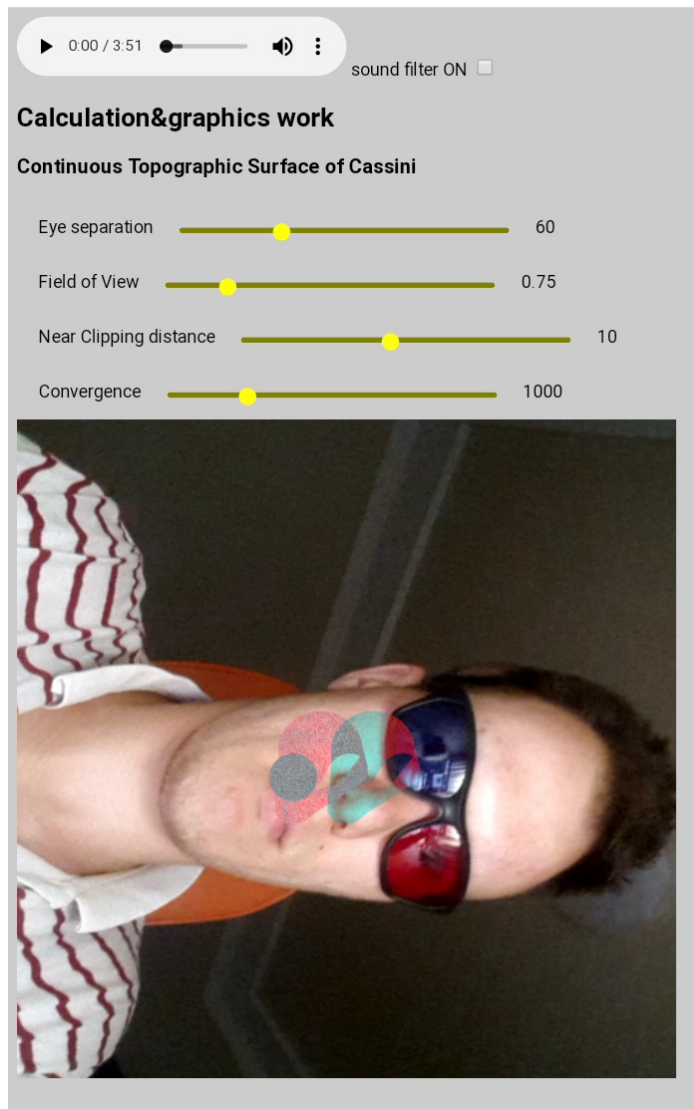 0:00 / 3:51
sound filter ON
Calculation&graphics work
Continuous Topographic Surface of Cassini
Eye separation 60
Field of View 0.75
Near Clipping distance 10
Convergence 1000